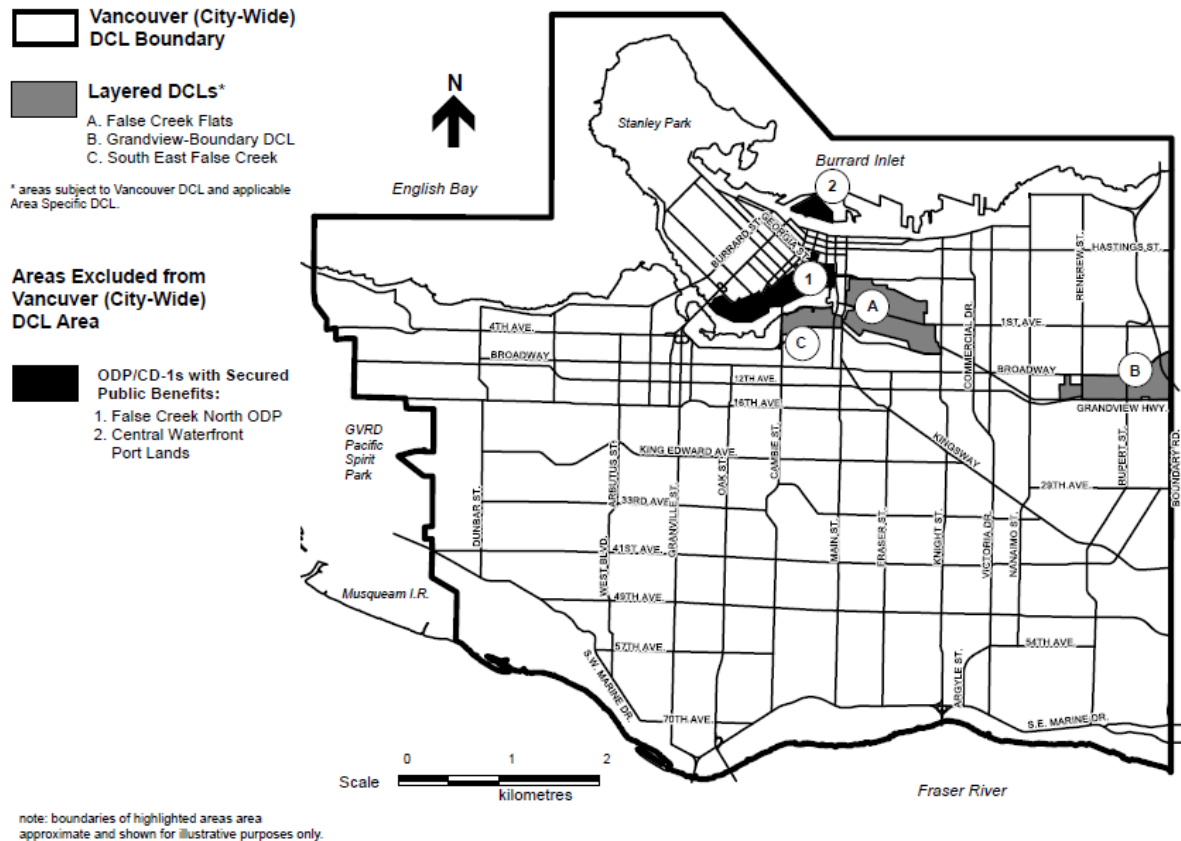 Vancouver (City-Wide)
DCL Boundary
Layered DCLs*
A. False Creek Flats
B. Grandview-Boundary DCL
C. South East False Creek
* areas subject to Vancouver DCL and applicable
Area Specific DCL.
Areas Excluded from
Vancuver (City-Wide)
DCL Area
ODP/CD-1s with Secured
Public Benefits:
1. False Creek North ODP
2. Central Waterfront
Port Lands
N
Stanley Park
English Bay
Burrard Inlet
2
BURRARD ST.
GEORGIA ST.
HASTINGS ST.
RENEREW ST.
1
A
4TH AVE.
1ST AVE.
COMMERCIAL DR.
C
BROADWAY
BROADWAY
B
12TH AVE.
16TH AVE.
GRANDVIEW HWY.
GVRD
Pacific
Spirit
Park
KING EDWARD AVE.
KINGSWAY
CAMBIE ST.
OAK ST.
ARBUTUS ST.
GRANVILLE ST.
RUPERT ST.
BOUNDARY RD.
29TH AVE.
33RD AVE.
DUNBAR ST.
41ST AVE.
WEST BLVD.
MAIN ST.
FRASER ST.
KNIGHT ST.
VICTORIA DR.
NANAIMO ST.
Musqueam I.R.
49TH AVE.
57TH AVE.
54TH AVE.
S.W. MARINE DR.
ARGYLE ST.
70TH AVE.
S.E. MARINE DR.
0 1 2
Scale
kilometres
Fraser River
note: boundaries of highlighted areas area
approximate and shown for illustrative purposes only.